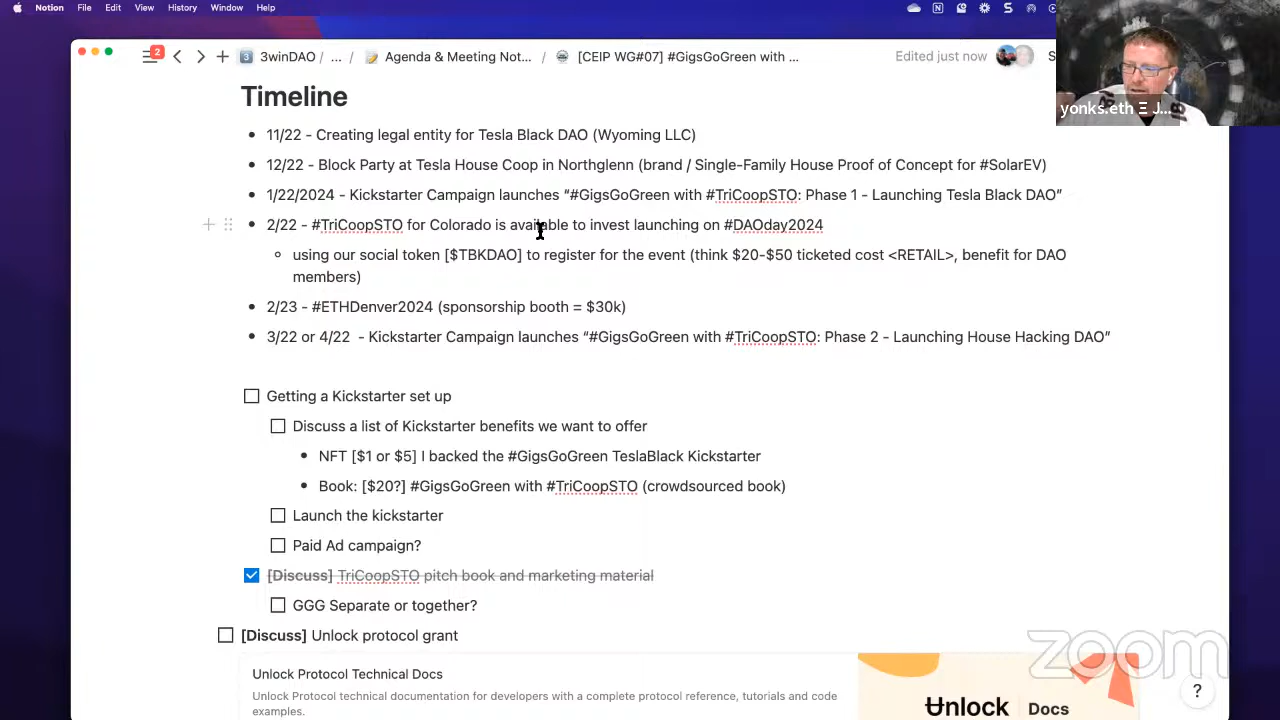 Notion File Edit View History
2
3winDAO / ... / Agenda & Meeting Not... / [CEIP WG#07] #GigsGoGreen with ... Edited just now S
Timeline
yonks.eth Ξ J...
• 11/22 - Creating legal entity for Tesla Black DAO (Wyoming LLC)
• 12/22 - Block Party at Tesla House Coop in Northglenn (brand / Single-Family House Proof of Concept for #SolarEV)
• 1/22/2024 - Kickstarter Campaign launches “#GigsGoGreen with #TriCoopSTO: Phase 1 - Launching Tesla Black DAO”
• 2/22 - #TriCoopSTO for Colorado is available to invest launching on #DAOday2024
◦ using our social token [$TBKDAO] to register for the event (think $20-$50 ticketed cost <RETAIL>, benefit for DAO
members)
• 2/23 - #ETHDenver2024 (sponsorship booth = $30k)
• 3/22 or 4/22 - Kickstarter Campaign launches “#GigsGoGreen with #TriCoopSTO: Phase 2 - Launching House Hacking DAO”
Getting a Kickstarter set up
Discuss a list of Kickstarter benefits we want to offer
• NFT [$1 or $5] I backed the #GigsGoGreen TeslaBlack Kickstarter
• Book: [$20?] #GigsGoGreen with #TriCoopSTO (crowdsourced book)
Launch the kickstarter
Paid Ad campaign?
[Discuss] TriCoopSTO pitch book and marketing material
GGG Separate or together?
[Discuss] Unlock protocol grant
zoom
Unlock Protocol Technical Docs
Unlock Protocol technical documentation for developers with a complete protocol reference, tutorials and code
examples.
Unlock Docs
?